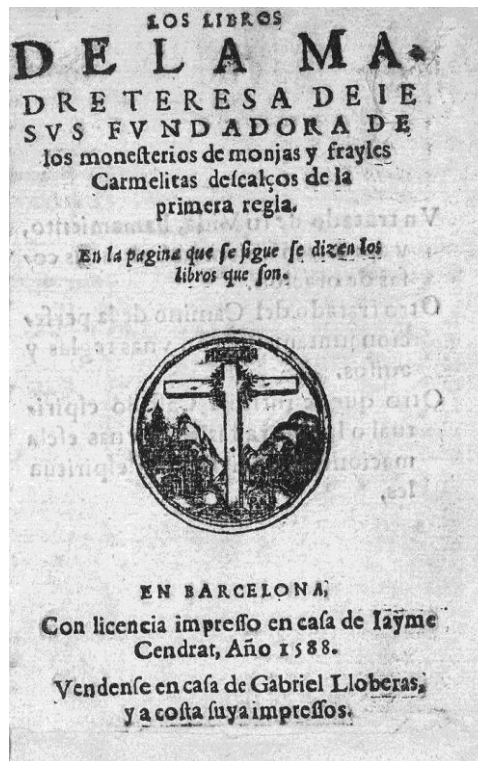 LOS LIBROS
DE LA MA-
DRE TERESA DE IE
SVS FVNDADORA DE
los moneſterios de monjas y frayles
Carmelitas deſcalços de la
primera regla.
En la pagina que ſe ſigue ſe dizen los
libros que ſon.
EN BARCELONA,
Con licencia impreſſo en caſa de Iayme
Cendrat, Año 1588.
Vendenſe en caſa de Gabriel Lloberas,
y a coſta ſuya impreſſos.